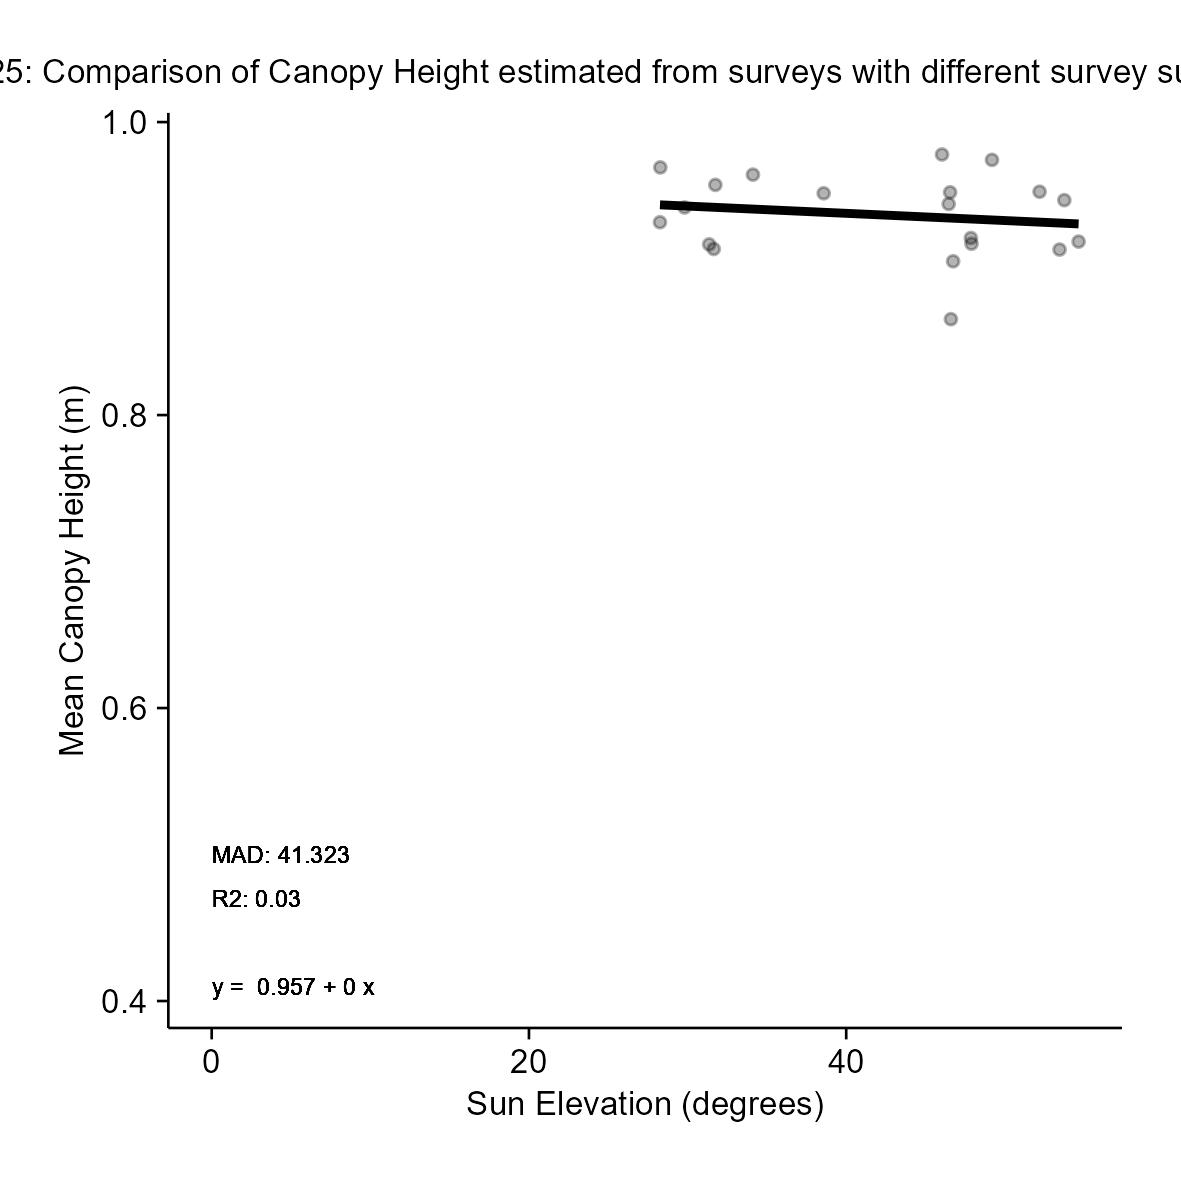 25: Comparison of Canopy Height estimated from surveys with different survey
1.0
0.8
0.6
0.4
Mean Canopy Height (m)
MAD: 41.323
R2: 0.03
y =  0.957 + 0 x
0
20
40
Sun Elevation (degrees)